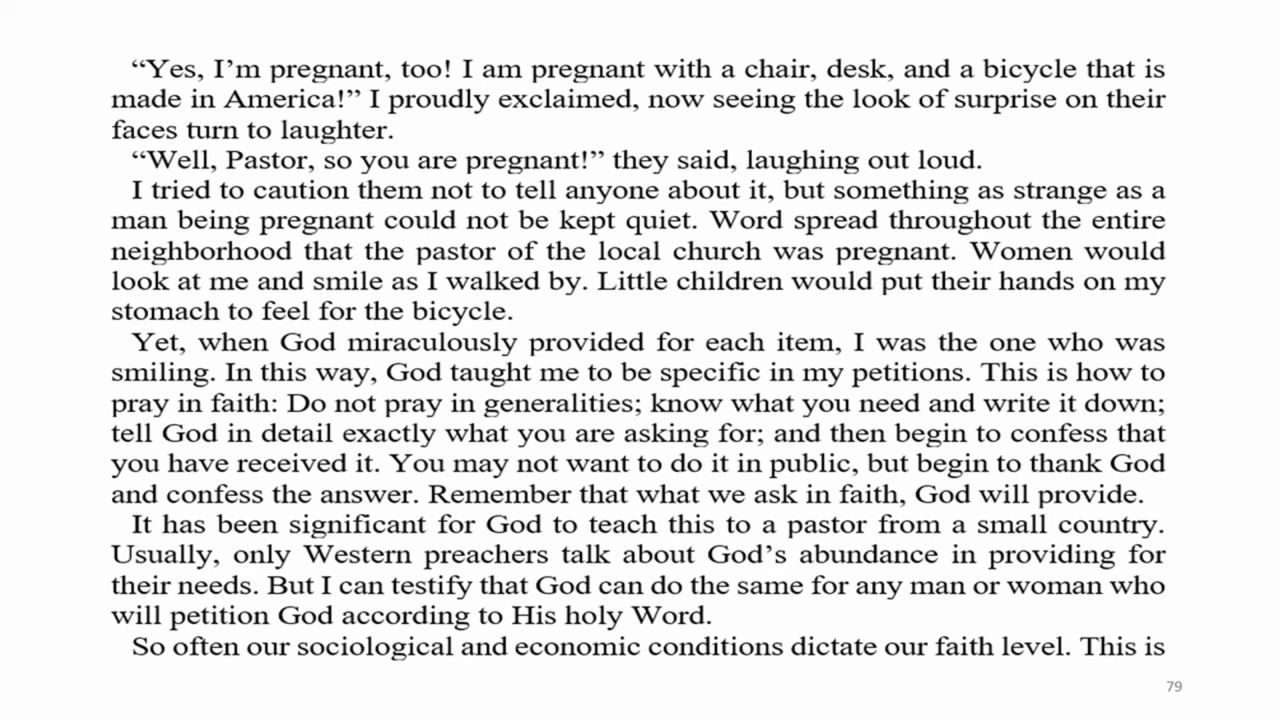 “Yes, I’m pregnant, too! I am pregnant with a chair, desk, and a bicycle that is
made in America!” I proudly exclaimed, now seeing the look of surprise on their
faces turn to laughter.
“Well, Pastor, so you are pregnant!” they said, laughing out loud.
I tried to caution them not to tell anyone about it, but something as strange as a
man being pregnant could not be kept quiet. Word spread throughout the entire
neighborhood that the pastor of the local church was pregnant. Women would
look at me and smile as I walked by. Little children would put their hands on my
stomach to feel for the bicycle.
Yet, when God miraculously provided for each item, I was the one who was
smiling. In this way, God taught me to be specific in my petitions. This is how to
pray in faith: Do not pray in generalities; know what you need and write it down;
tell God in detail exactly what you are asking for; and then begin to confess that
you have received it. You may not want to do it in public, but begin to thank God
and confess the answer. Remember that what we ask in faith, God will provide.
It has been significant for God to teach this to a pastor from a small country.
Usually, only Western preachers talk about God’s abundance in providing for
their needs. But I can testify that God can do the same for any man or woman who
will petition God according to His holy Word.
So often our sociological and economic conditions dictate our faith level. This is
79